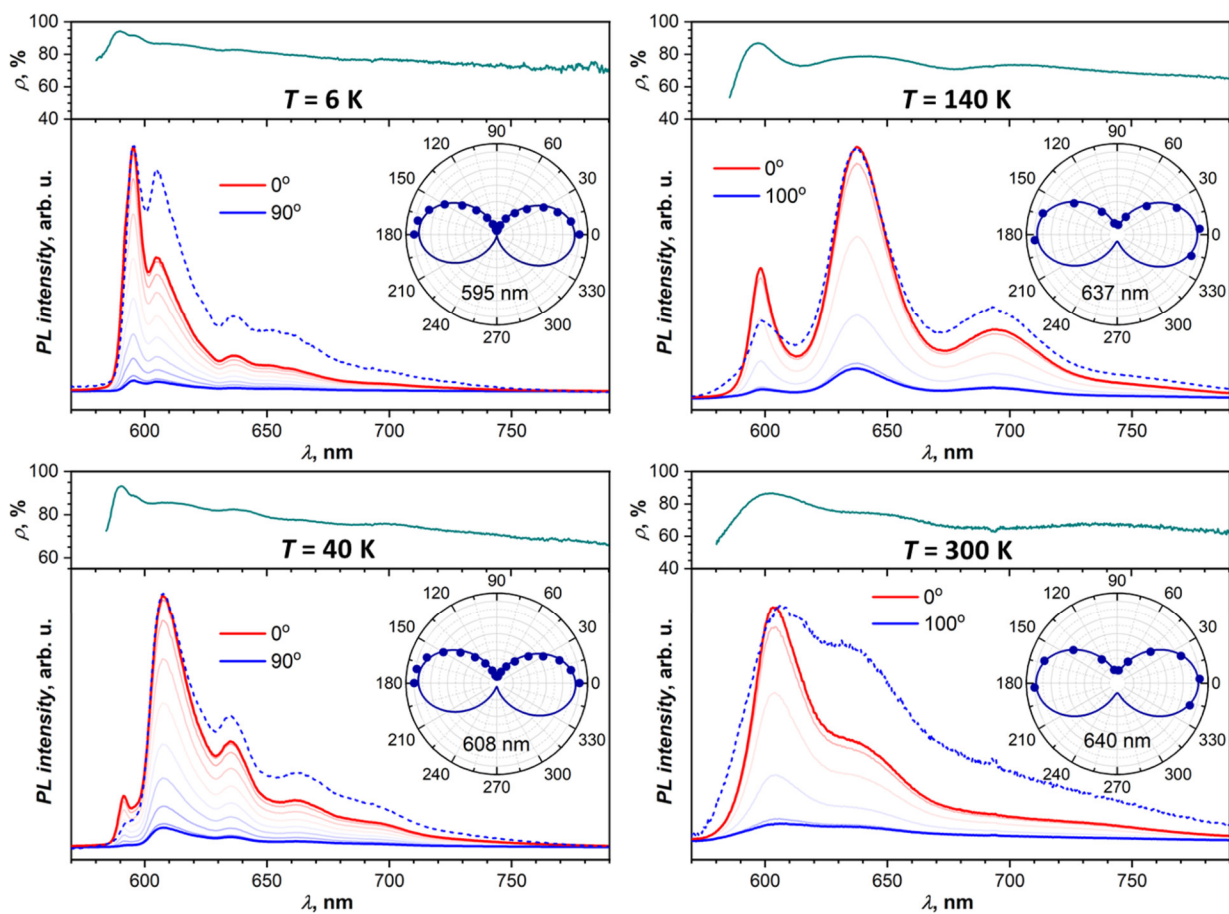 100
80
60
40
ρ, %
T = 6 K
PL intensity, arb. u.
0°
90°
90
120 60
150 30
180 0
210 330
240 300
270
595 nm
600 650 700 750
λ, nm
100
80
60
40
ρ, %
T = 140 K
PL intensity, arb. u.
0°
100°
90
120 60
150 30
180 0
210 330
240 300
270
637 nm
600 650 700 750
λ, nm
100
80
60
ρ, %
T = 40 K
PL intensity, arb. u.
0°
90°
90
120 60
150 30
180 0
210 330
240 300
270
608 nm
600 650 700 750
λ, nm
100
80
60
40
ρ, %
T = 300 K
PL intensity, arb. u.
0°
100°
90
120 60
150 30
180 0
210 330
240 300
270
640 nm
600 650 700 750
λ, nm